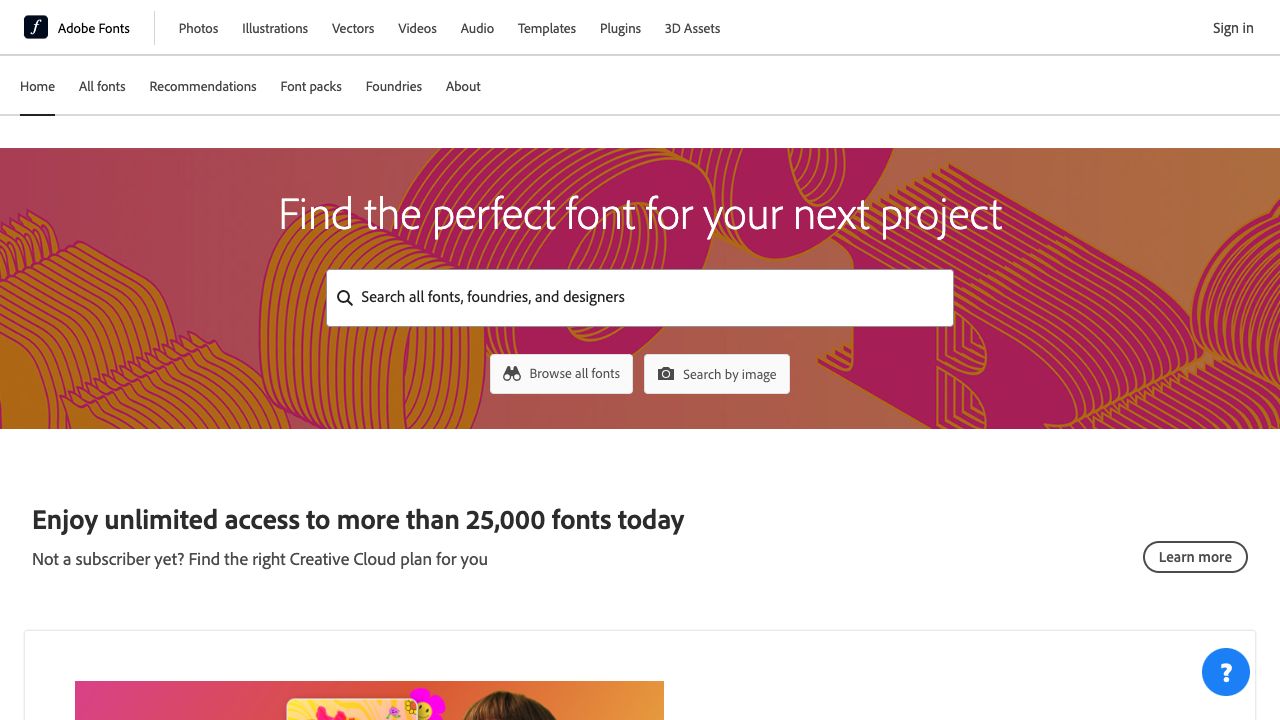 Adobe Fonts
Photos
Illustrations
Vectors
Videos
Audio
Templates
Plugins
3D Assets
Sign in
Home
All fonts
Recommendations
Font packs
Foundries
About
Find the perfect font for your next project
Search all fonts, foundries, and designers
Browse all fonts
Search by image
Enjoy unlimited access to more than 25,000 fonts today
Not a subscriber yet? Find the right Creative Cloud plan for you
Learn more
?